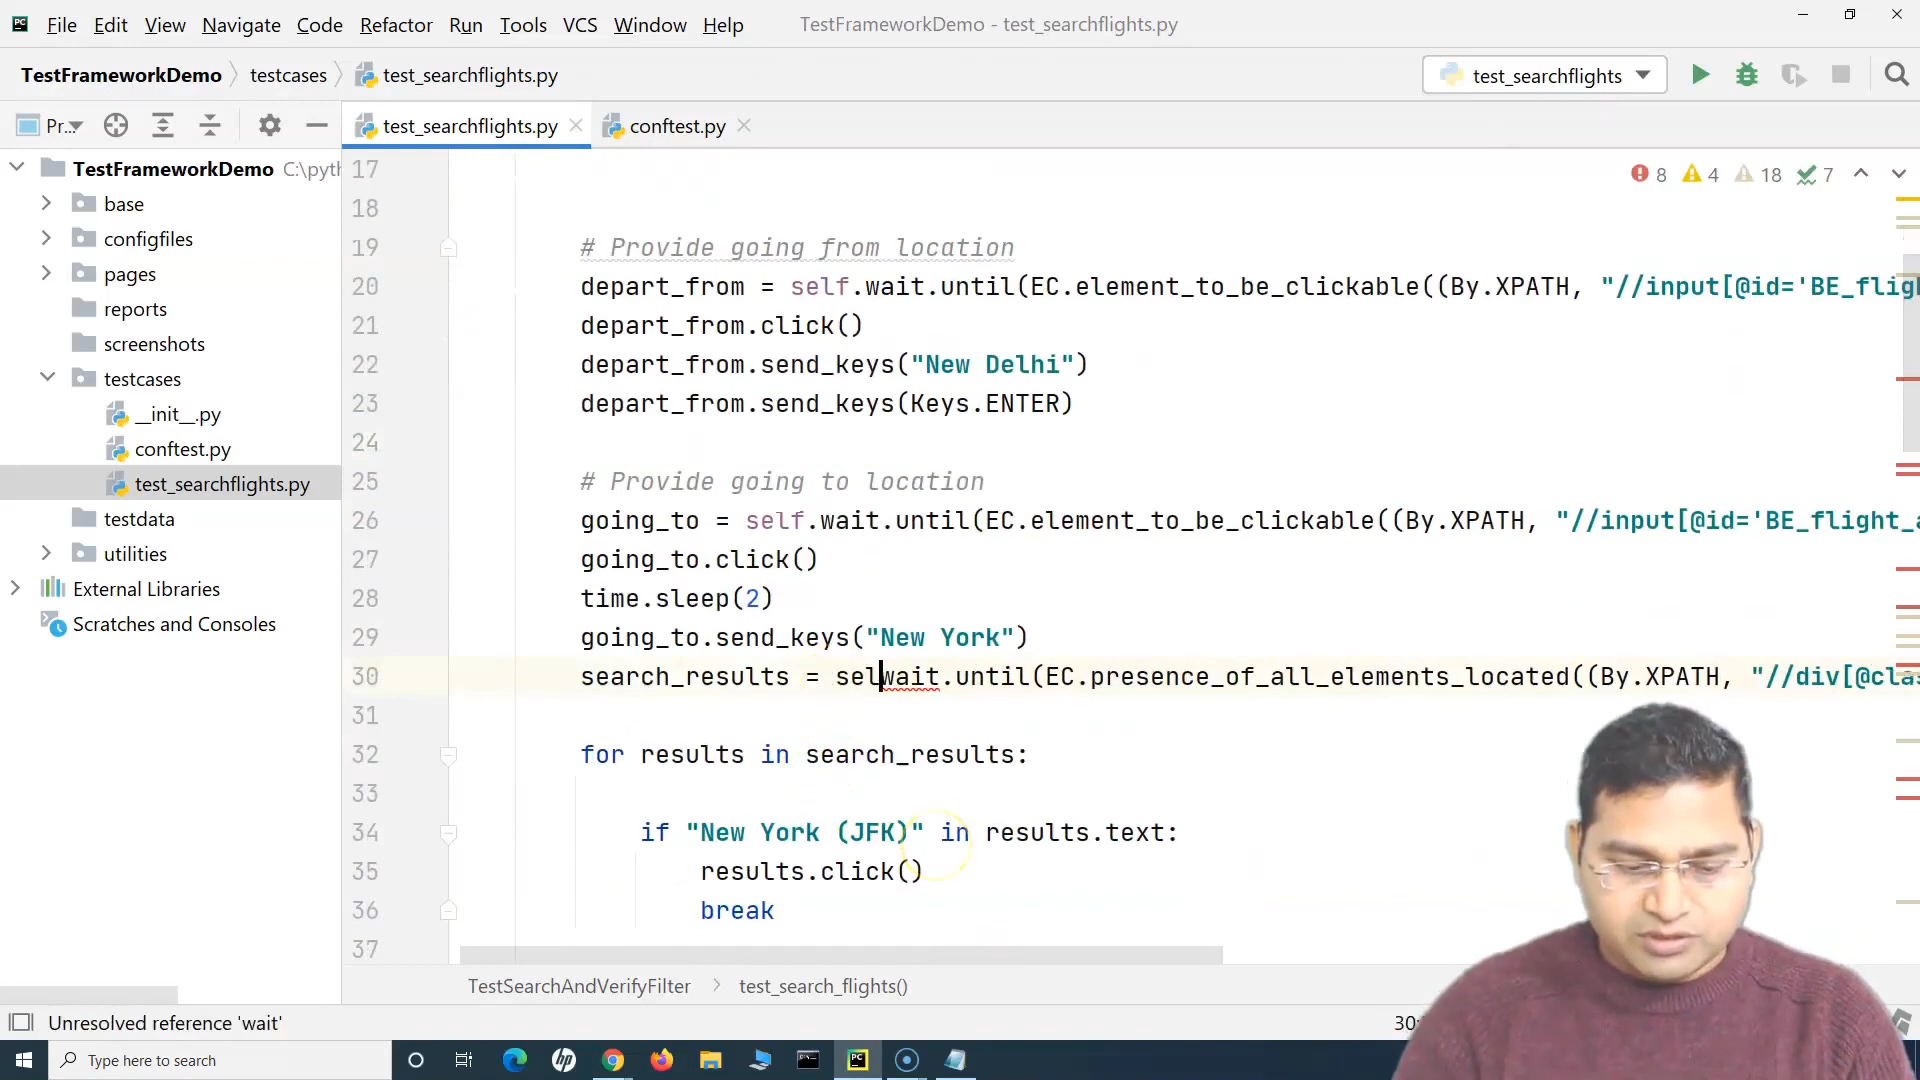 File Edit View Navigate Code Refactor Run Tools VCS Window Help TestFrameworkDemo - test_searchflights.py
TestFrameworkDemo testcases test_searchflights.py test_searchflights
Pr... test_searchflights.py conftest.py
TestFrameworkDemo C:\pyth
base
configfiles
pages
reports
screenshots
testcases
__init__.py
conftest.py
test_searchflights.py
testdata
utilities
External Libraries
Scratches and Consoles
8 4 18 7
17
18
19 # Provide going from location
20 depart_from = self.wait.until(EC.element_to_be_clickable((By.XPATH, "//input[@id='BE_flig
21 depart_from.click()
22 depart_from.send_keys("New Delhi")
23 depart_from.send_keys(Keys.ENTER)
24
25 # Provide going to location
26 going_to = self.wait.until(EC.element_to_be_clickable((By.XPATH, "//input[@id='BE_flight_a
27 going_to.click()
28 time.sleep(2)
29 going_to.send_keys("New York")
30 search_results = selwait.until(EC.presence_of_all_elements_located((By.XPATH, "//div[@clas
31
32 for results in search_results:
33
34 if "New York (JFK)" in results.text:
35 results.click()
36 break
37
TestSearchAndVerifyFilter test_search_flights()
Unresolved reference 'wait' 30:
Type here to search